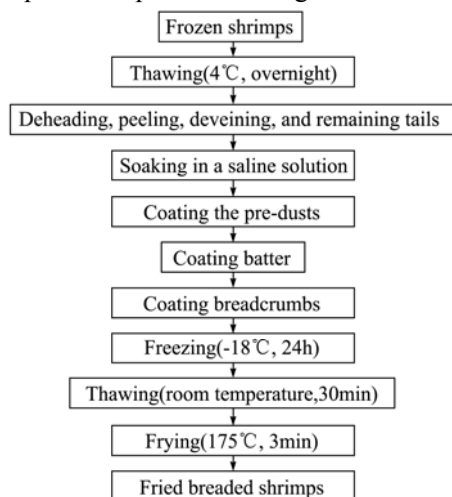 Frozen shrimps
Thawing(4℃, overnight)
Deheading, peeling, deveining, and remaining tails
Soaking in a saline solution
Coating the pre-dusts
Coating batter
Coating breadcrumbs
Freezing(-18℃, 24h)
Thawing(room temperature,30min)
Frying(175℃, 3min)
Fried breaded shrimps